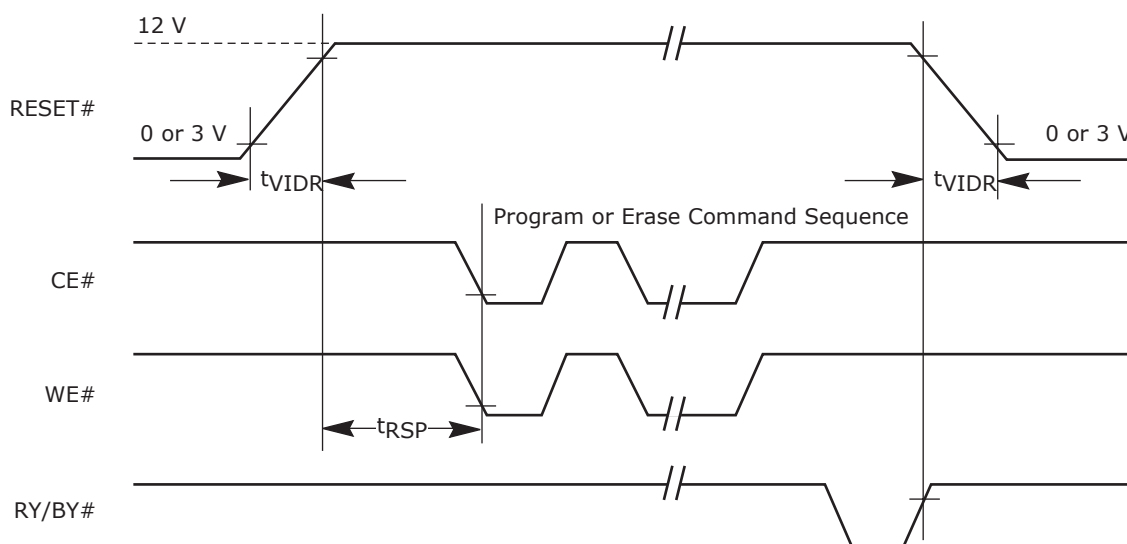 12 V
RESET#
0 or 3 V
0 or 3 V
tVIDR
tVIDR
Program or Erase Command Sequence
CE#
WE#
tRSP
RY/BY#